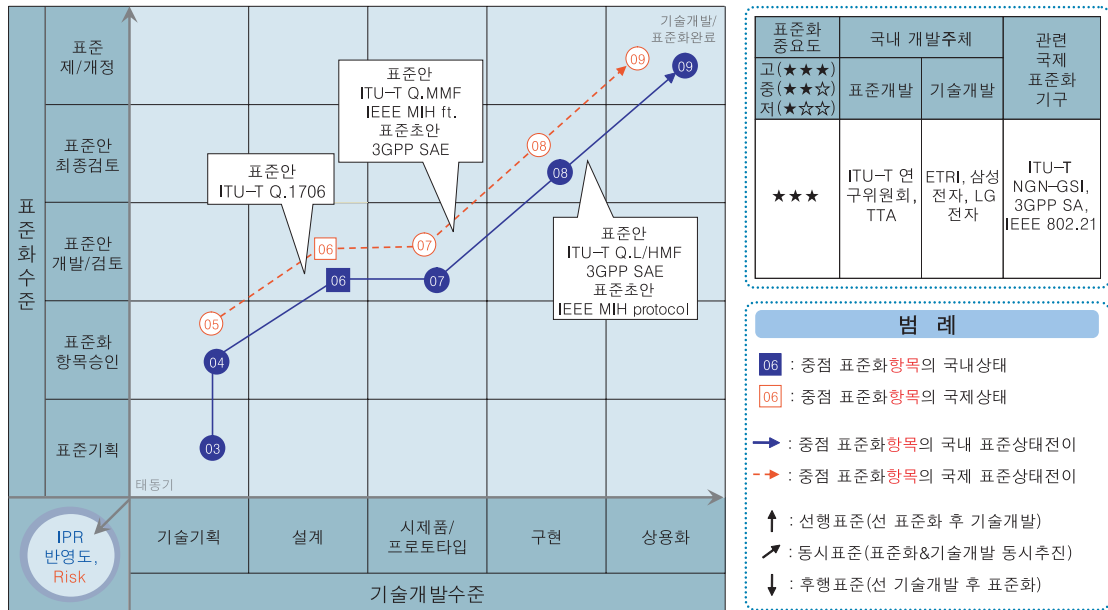 표준화수준
표준
제/개정
표준안
최종검토
표준안
개발/검토
표준화
항목승인
표준기획
기술개발/
표준화완료
표준안
ITU-T Q.MMF
IEEE MIH ft.
표준초안
3GPP SAE
표준안
ITU-T Q.1706
표준안
ITU-T Q.L/HMF
3GPP SAE
표준초안
IEEE MIH protocol
09
09
08
08
06
07
06
07
05
04
03
태동기
IPR
반영도,
Risk
기술기획
설계
시제품/
프로토타입
구현
상용화
기술개발수준
표준화
중요도
고(★★★)
중(★★☆)
저(★☆☆)
국내 개발주체
표준개발
기술개발
관련
국제
표준화
기구
★★★
ITU-T 연
구위원회,
TTA
ETRI, 삼성
전자, LG
전자
ITU-T
NGN-GSI,
3GPP SA,
IEEE 802.21
범 례
06 : 중점 표준화항목의 국내상태
06 : 중점 표준화항목의 국제상태
: 중점 표준화항목의 국내 표준상태전이
: 중점 표준화항목의 국제 표준상태전이
: 선행표준(선 표준화 후 기술개발)
: 동시표준(표준화&기술개발 동시추진)
: 후행표준(선 기술개발 후 표준화)